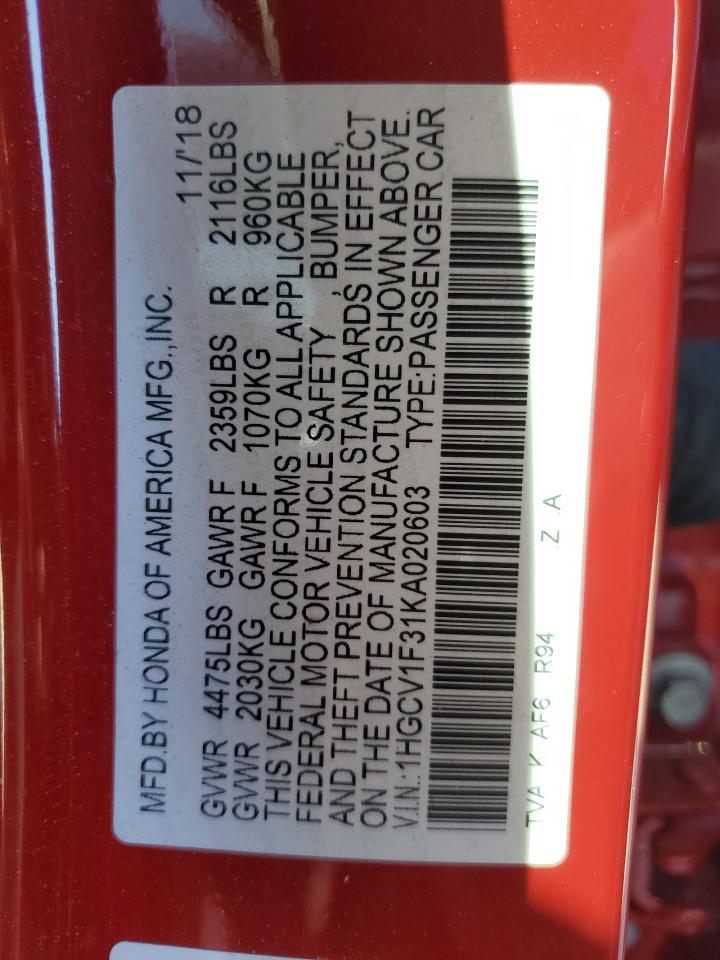 MFD.BY HONDA OF AMERICA MFG.,INC. 11/'18
GVWR 4475LBS GAWR F 2359LBS R 2116LBS
GVWR 2030KG GAWR F 1070KG R 960KG
THIS VEHICLE CONFORMS TO ALL APPLICABLE
FEDERAL MOTOR VEHICLE SAFETY , BUMPER,
AND THEFT PREVENTION STANDARDS IN EFFECT
ON THE DATE OF MANUFACTURE SHOWN ABOVE.
V.I.N.:1HGCV1F31KA020603 TYPE:PASSENGER CAR
TVA K AF6 R94 .Z .A